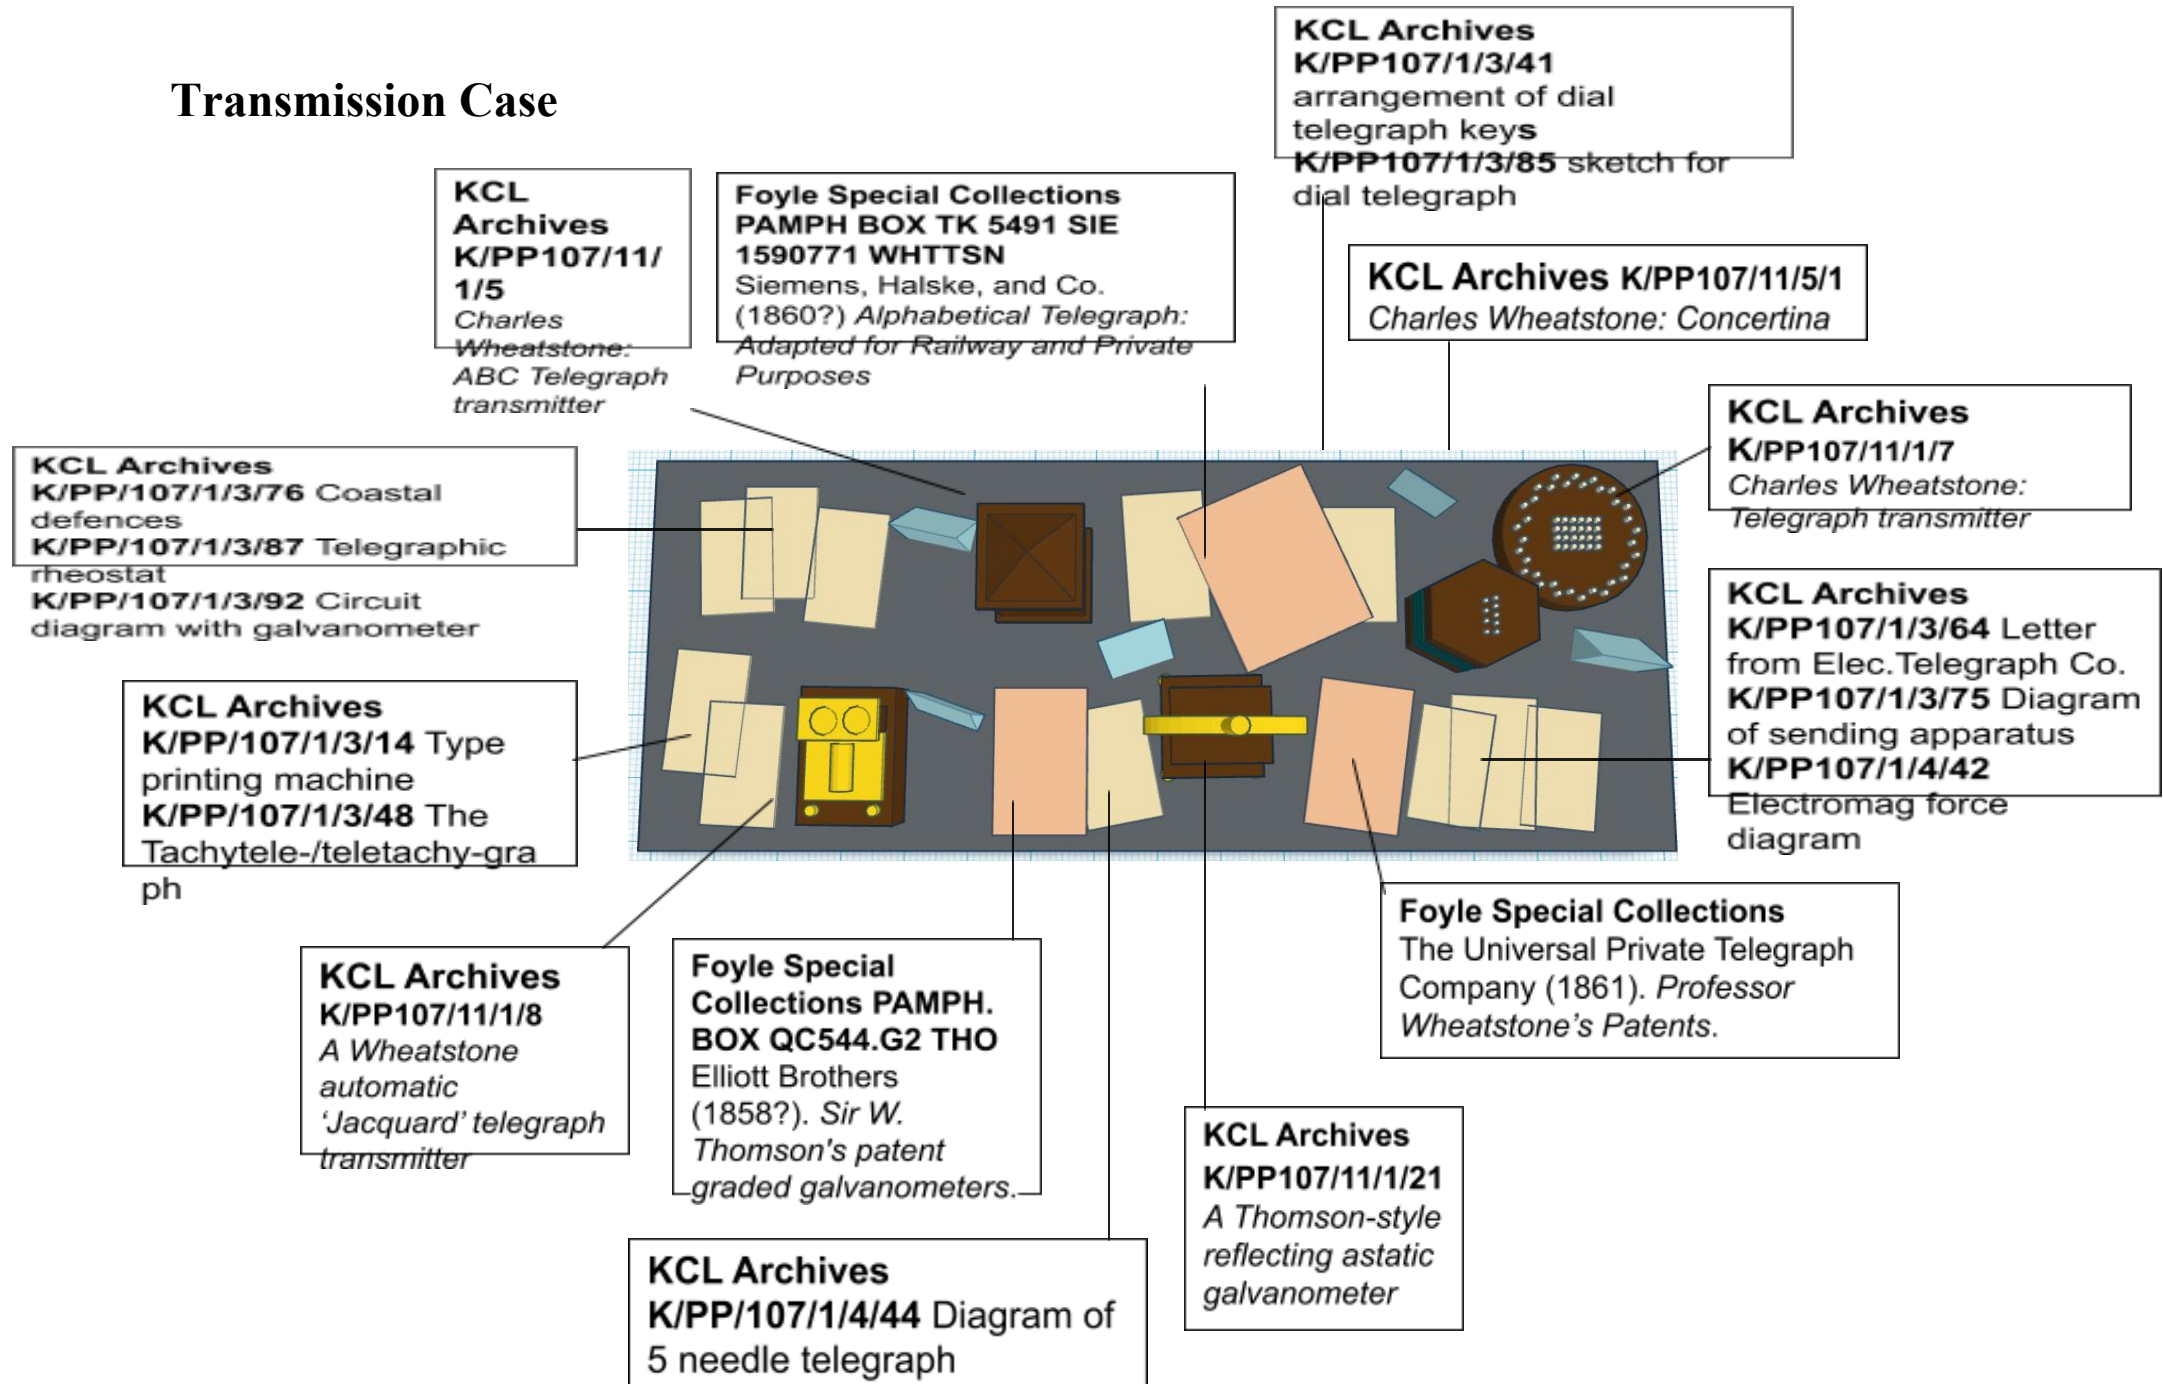 Transmission Case
KCL Archives
K/PP107/1/3/41
arrangement of dial
telegraph keys
K/PP107/1/3/85 sketch for
dial telegraph
KCL
Archives
K/PP107/11/
1/5
Charles
Wheatstone:
ABC Telegraph
transmitter
Foyle Special Collections
PAMPH BOX TK 5491 SIE
1590771 WHTTSN
Siemens, Halske, and Co.
(1860?) Alphabetical Telegraph:
Adapted for Railway and Private
Purposes
KCL Archives K/PP107/11/5/1
Charles Wheatstone: Concertina
KCL Archives
K/PP107/11/1/7
Charles Wheatstone:
Telegraph transmitter
KCL Archives
K/PP/107/1/3/76 Coastal
defences
K/PP/107/1/3/87 Telegraphic
rheostat
K/PP/107/1/3/92 Circuit
diagram with galvanometer
KCL Archives
K/PP107/1/3/64 Letter
from Elec.Telegraph Co.
K/PP107/1/3/75 Diagram
of sending apparatus
K/PP107/1/4/42
Electromag force
diagram
KCL Archives
K/PP/107/1/3/14 Type
printing machine
K/PP/107/1/3/48 The
Tachytele-/teletachy-gra
ph
KCL Archives
K/PP107/11/1/8
A Wheatstone
automatic
‘Jacquard’ telegraph
transmitter
Foyle Special
Collections PAMPH.
BOX QC544.G2 THO
Elliott Brothers
(1858?). Sir W.
Thomson's patent
graded galvanometers.
Foyle Special Collections
The Universal Private Telegraph
Company (1861). Professor
Wheatstone’s Patents.
KCL Archives
K/PP107/11/1/21
A Thomson-style
reflecting astatic
galvanometer
KCL Archives
K/PP/107/1/4/44 Diagram of
5 needle telegraph